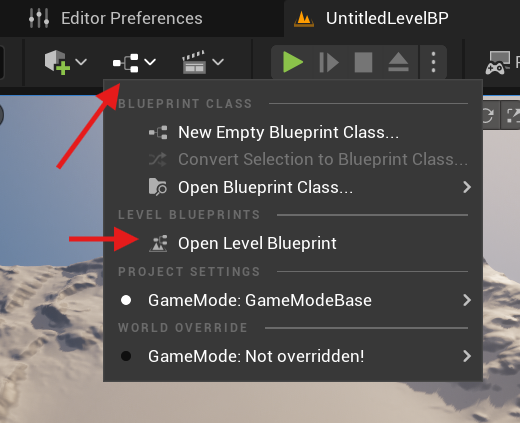 Editor Preferences
UntitledLevelBP
BLUEPRINT CLASS
New Empty Blueprint Class...
Convert Selection to Blueprint Class...
Open Blueprint Class...
LEVEL BLUEPRINTS
Open Level Blueprint
PROJECT SETTINGS
GameMode: GameModeBase
WORLD OVERRIDE
GameMode: Not overridden!